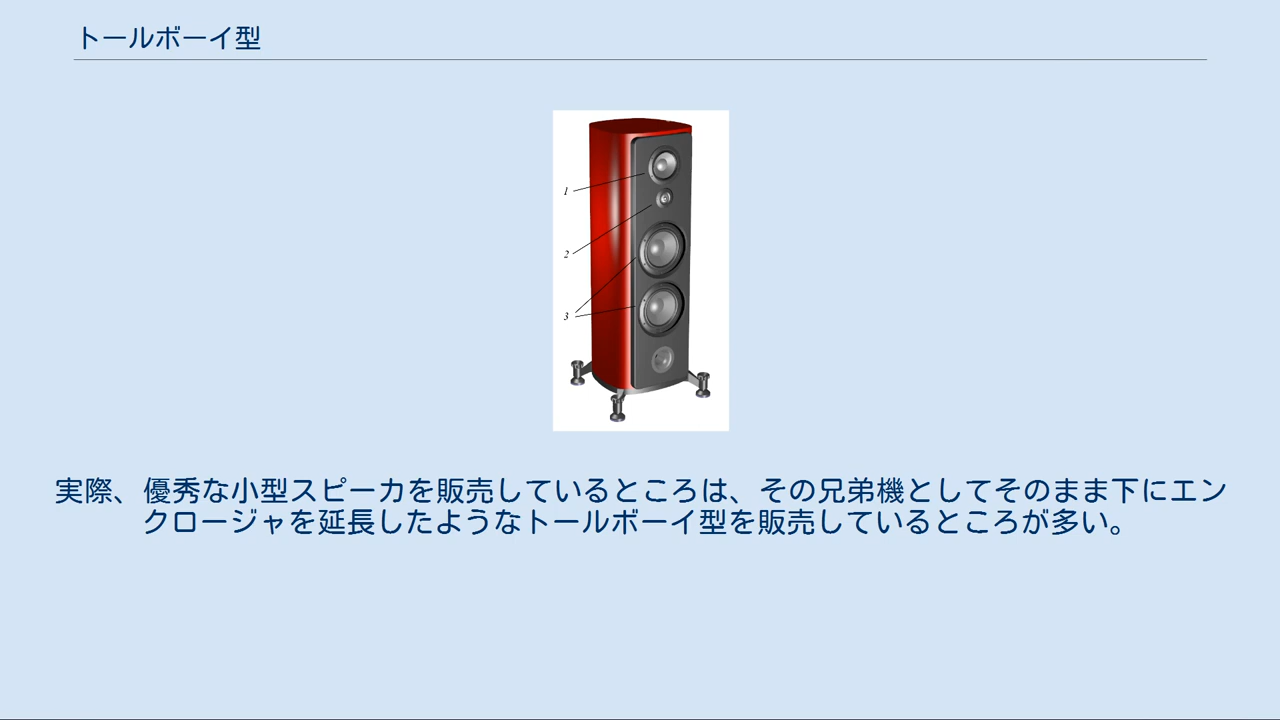 トールボーイ型
1
2
3
実際、優秀な小型スピーカを販売しているところは、その兄弟機としてそのまま下にエン
クロージャを延長したようなトールボーイ型を販売しているところが多い。